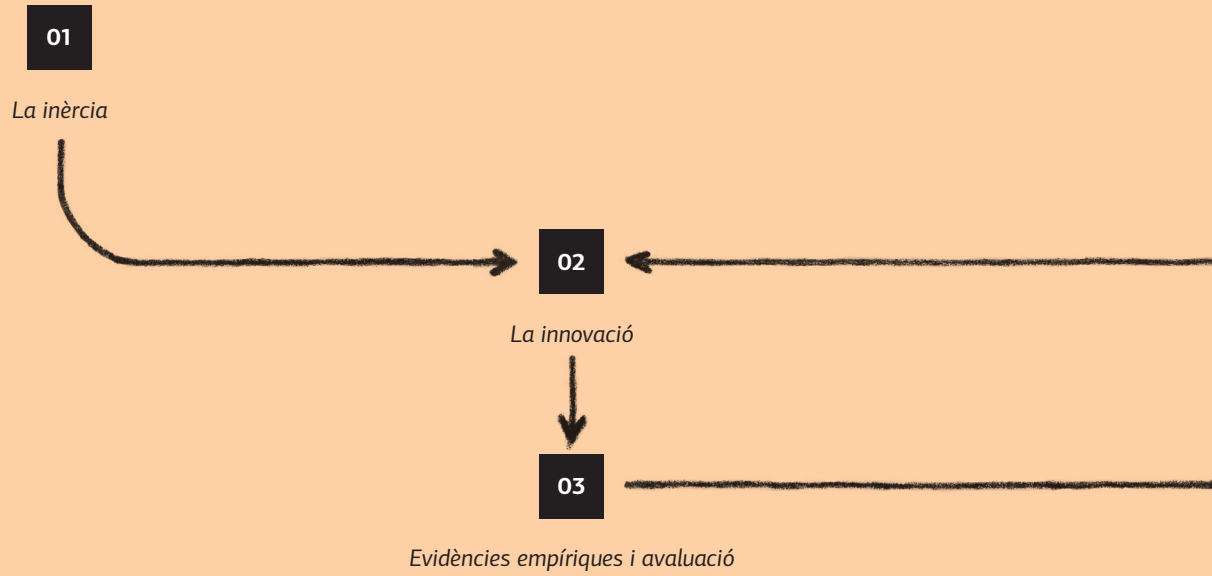 01
La inèrcia
02
La innovació
03
Evidències empíriques i avaluació